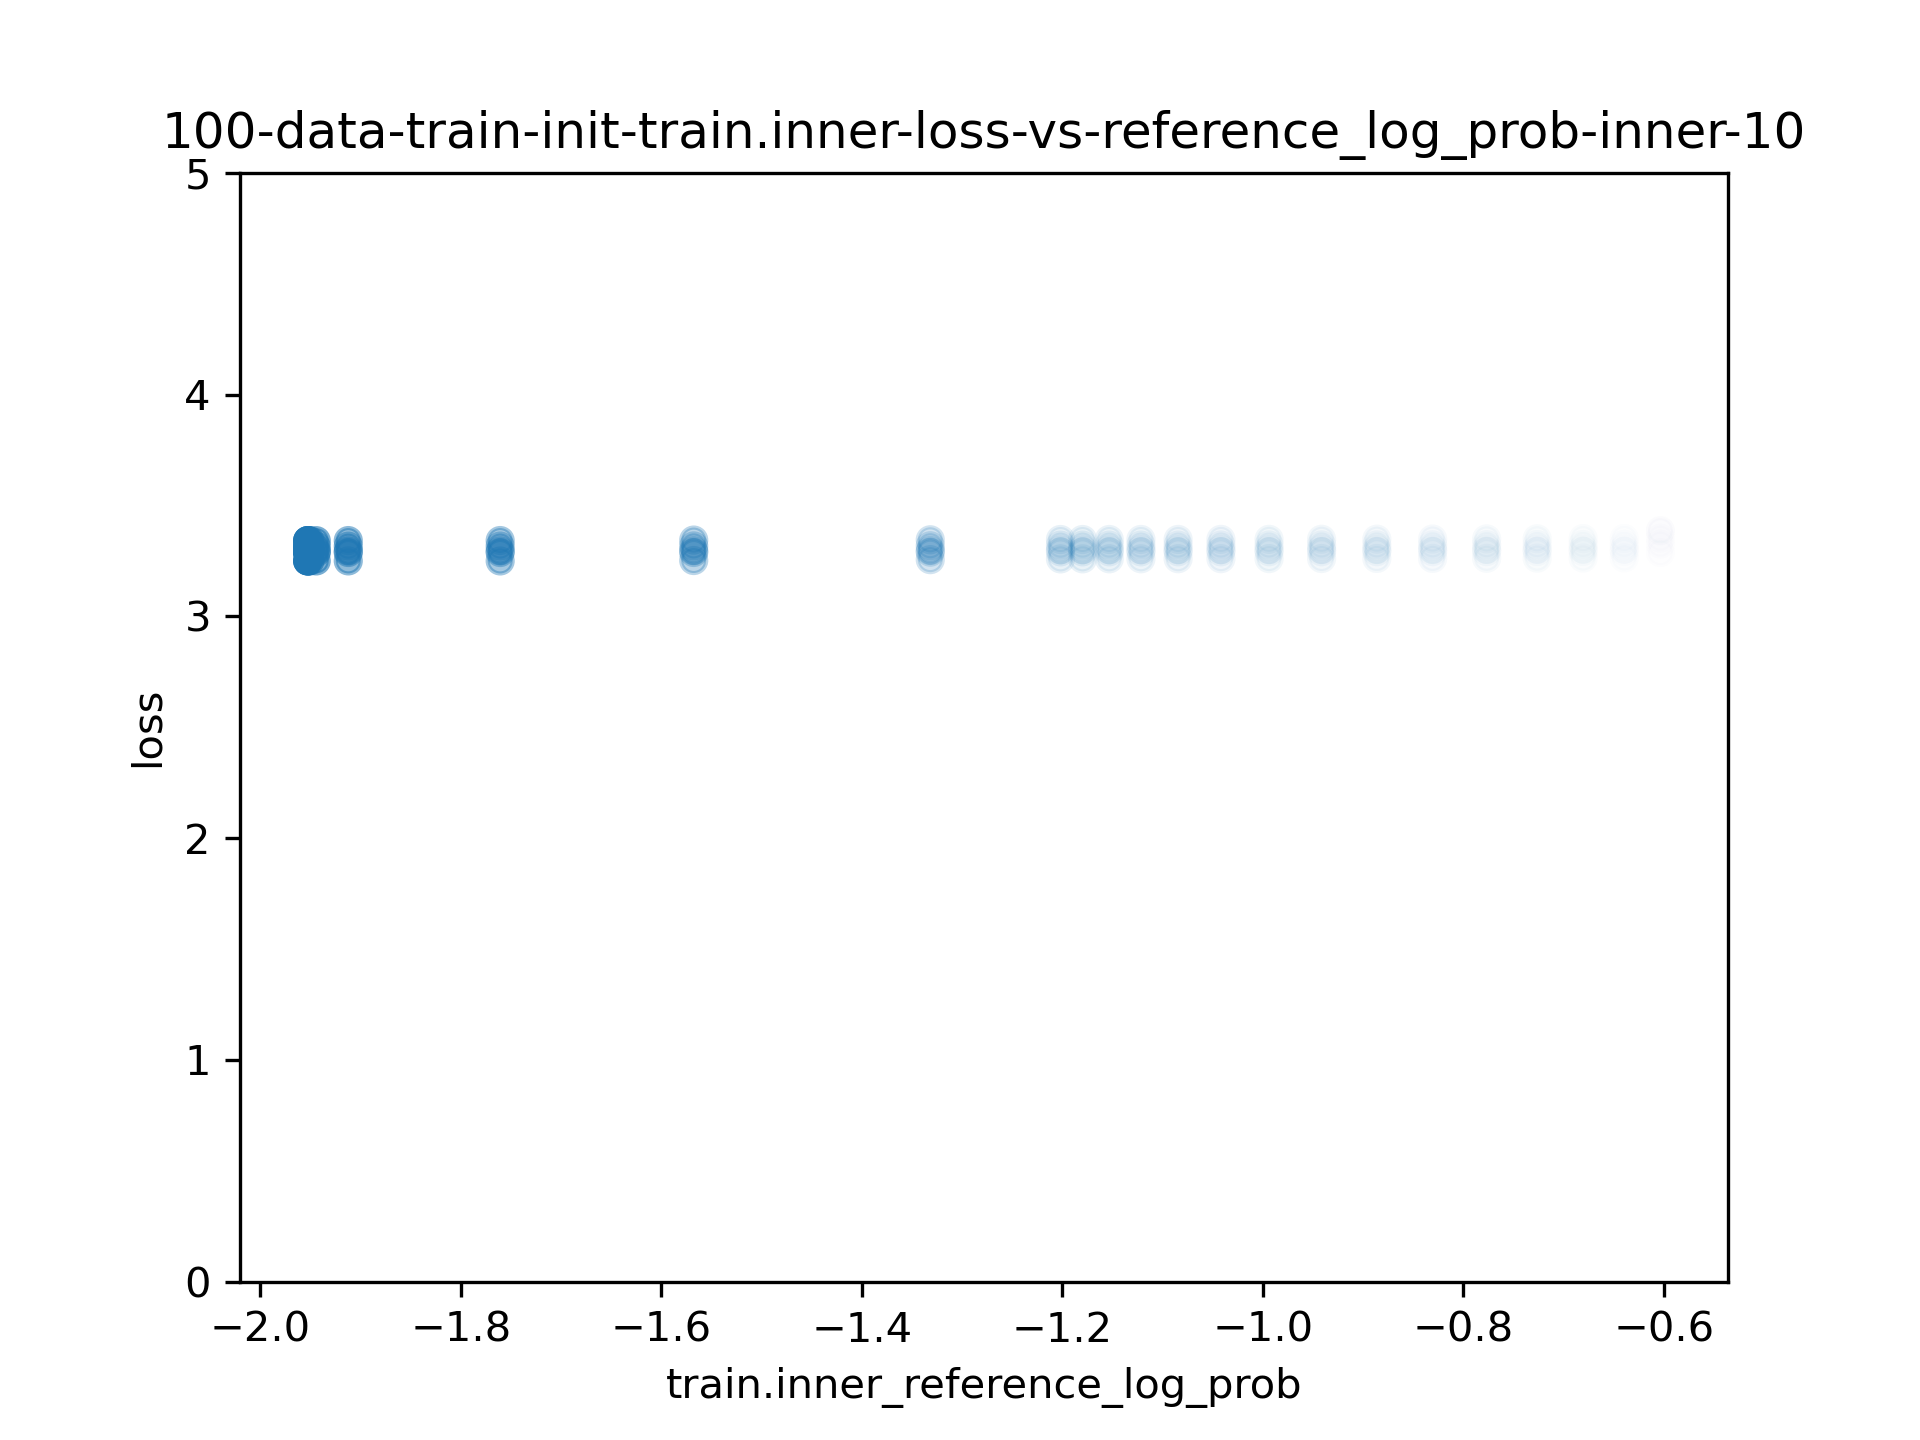 100-data-train-init-train.inner-loss-vs-reference_log_prob-inner-10
5
4
3
2
1
0
loss
−2.0 −1.8 −1.6 −1.4 −1.2 −1.0 −0.8 −0.6
train.inner_reference_log_prob